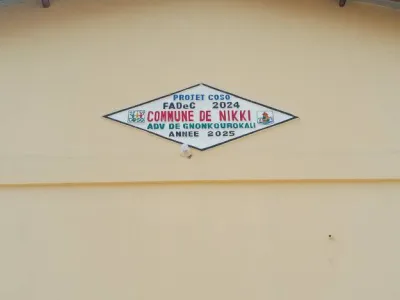 PROJET COSO
FADeC 2024
COMMUNE DE NIKKI
ADV DE GNONKOUROKALI
ANNEE 2025